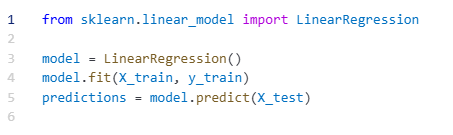 1 from sklearn.linear_model import LinearRegression
2
3 model = LinearRegression()
4 model.fit(X_train, y_train)
5 predictions = model.predict(X_test)
6